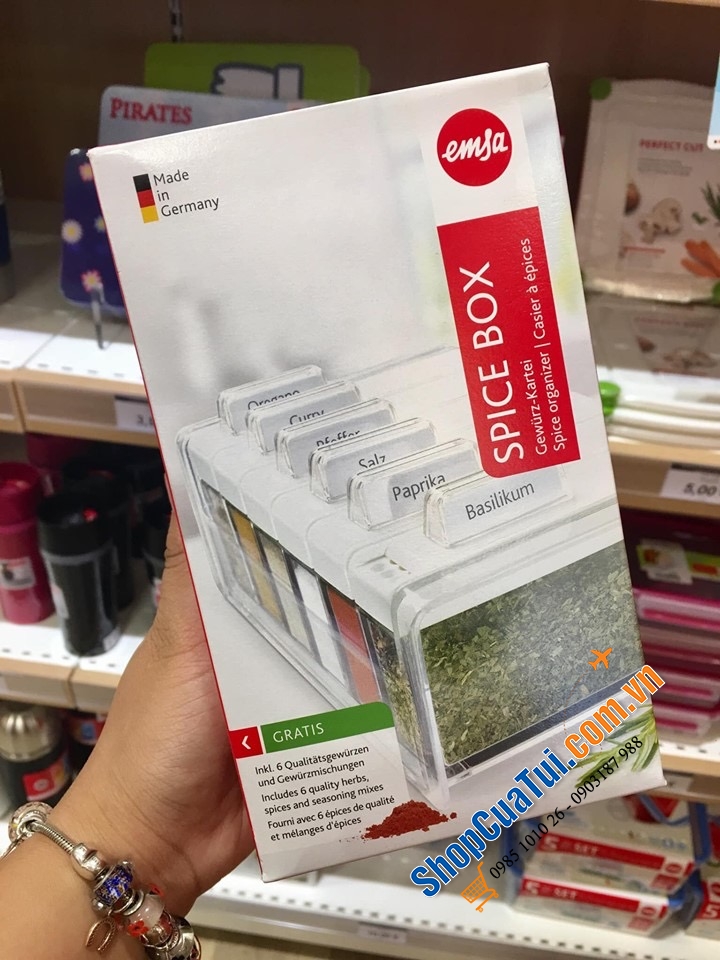 PIRATES
Made
in
Germany
emsa
SPICE BOX
Gewürz-Kartei
Spice organizer | Casier à épices
PERFECT CUT
Oregano
Curry
Pfeffer
Salz
Paprika
Basilikum
GRATIS
Inkl. 6 Qualitätsgewürzen
und Gewürzmischungen
Includes 6 quality herbs,
spices and seasoning mixes
Fourni avec 6 épices de qualité
et mélanges d'épices
5,00
ShopCuaTui.com.vn
0985 1010 26 - 0903187 988
5 SET